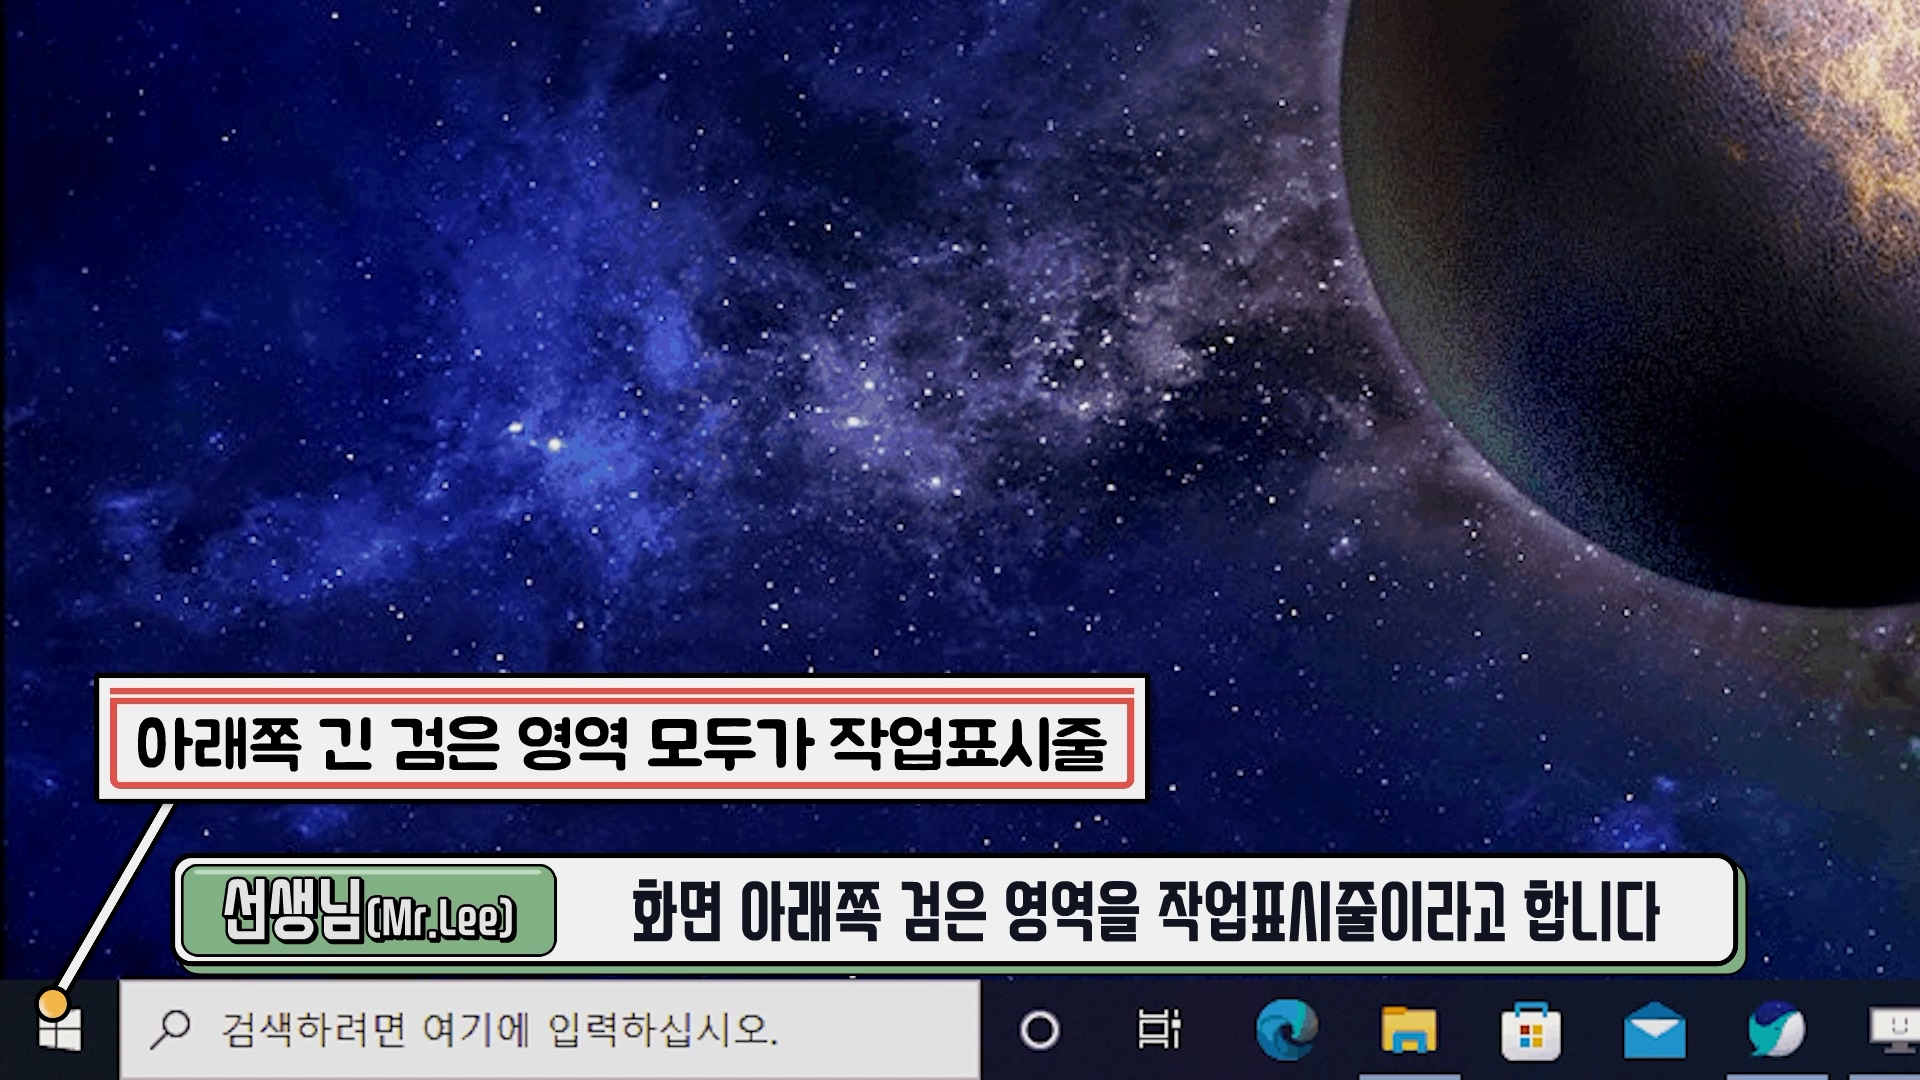 아래쪽 긴 검은 영역 모두가 작업표시줄
선생님(Mr.Lee) 화면 아래쪽 검은 영역을 작업표시줄이라고 합니다
검색하려면 여기에 입력하십시오.